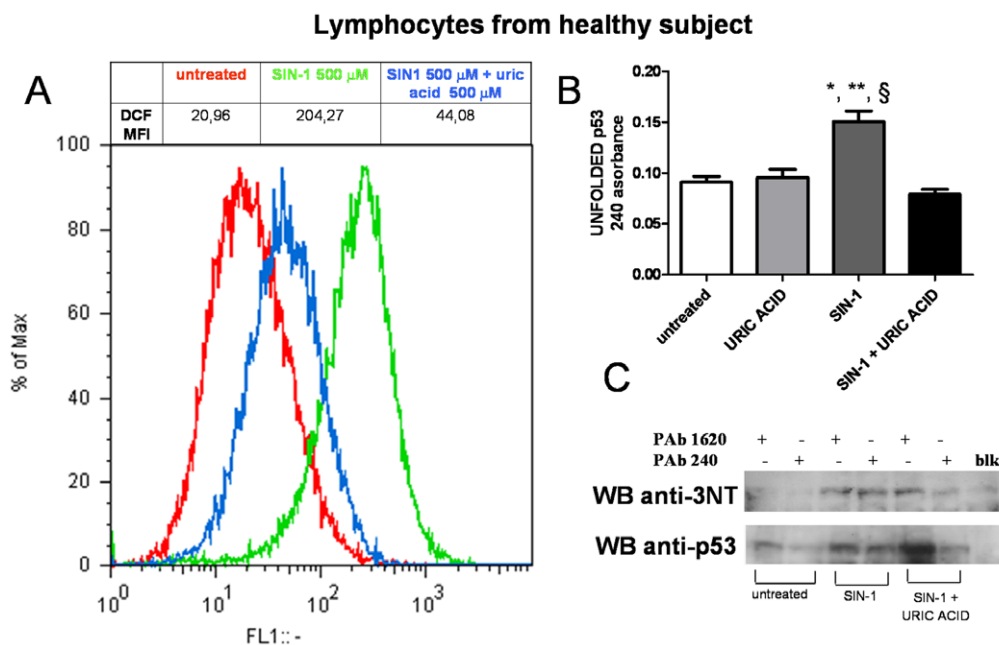 Lymphocytes from healthy subject
A
untreated
SIN-1 500 µM
SIN1 500 µM + uric
acid 500 µM
DCF
MFI
20,96
204,27
44,08
100
80
60
40
20
0
% of Max
10^0
10^1
10^2
10^3
FL1:: -
B
UNFOLDED p53
240 asorbance
0.20
0.15
0.10
0.05
0.00
*, **, §
untreated
URIC ACID
SIN-1
SIN-1 + URIC ACID
C
PAb 1620 + - + - + -
PAb 240 - + - + - + blk
WB anti-3NT
WB anti-p53
untreated
SIN-1
SIN-1 +
URIC ACID